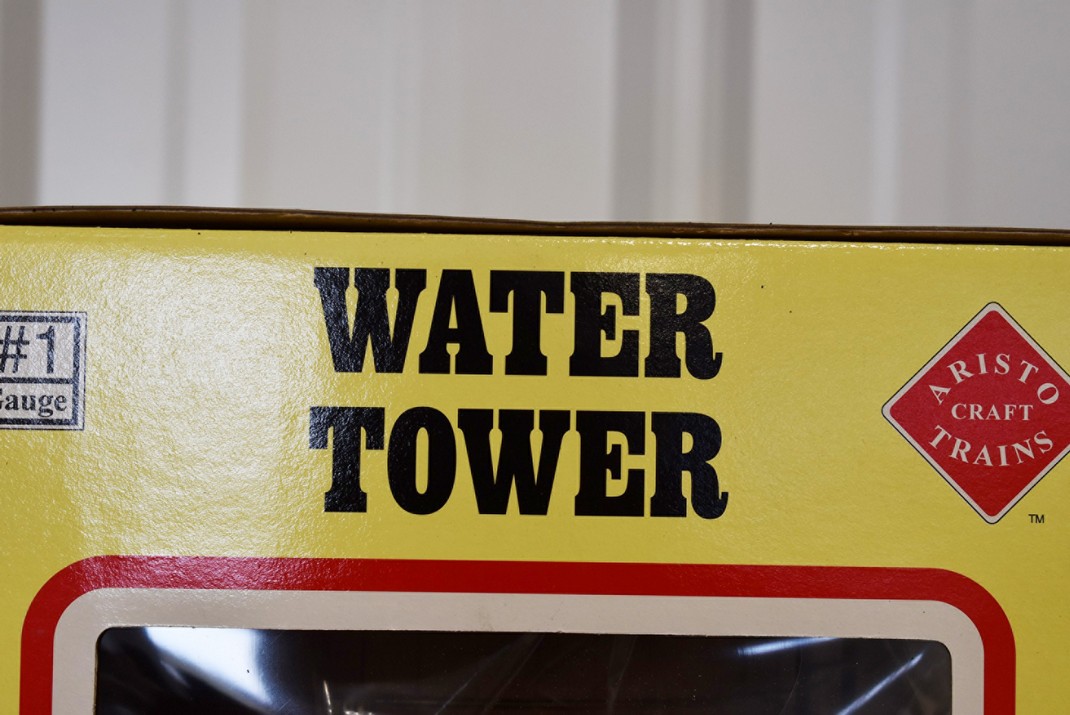 WATER
TOWER
#1
Gauge
ARISTO
CRAFT
TRAINS
TM